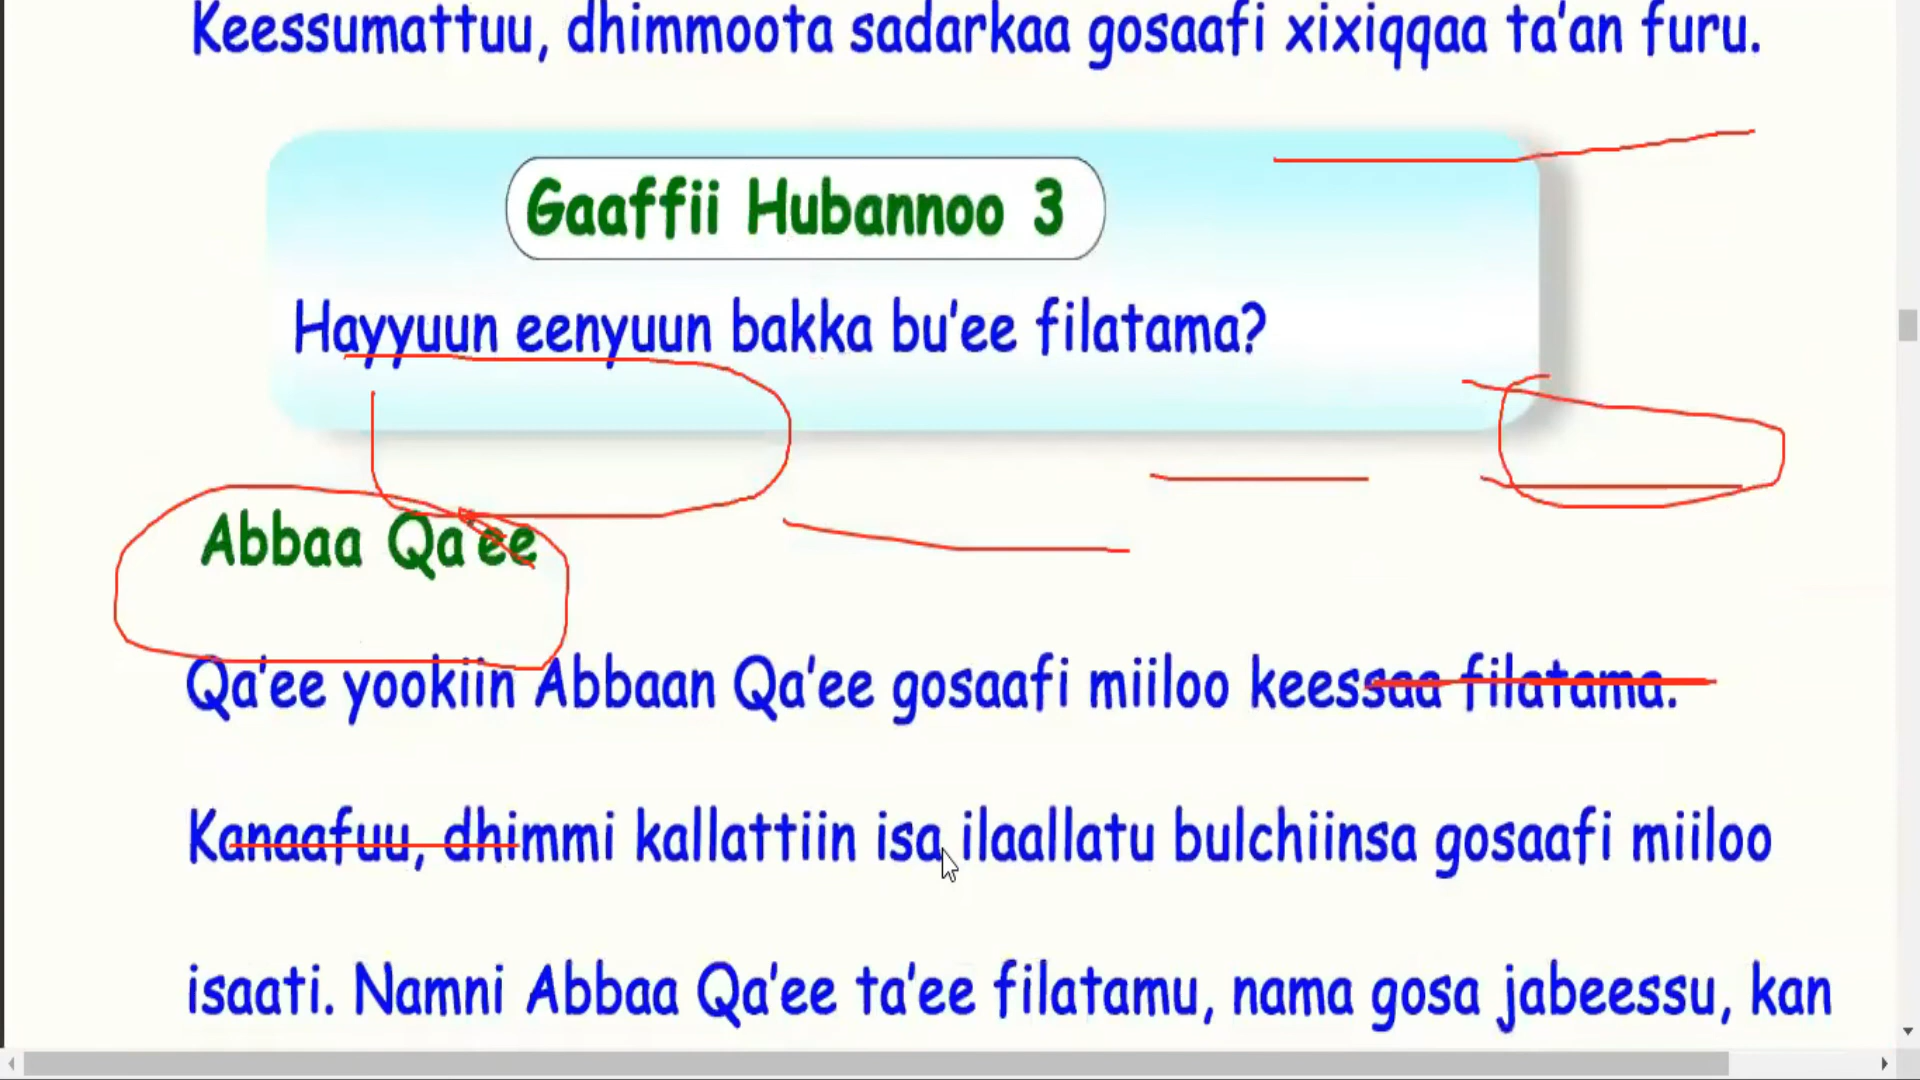 Keessumattuu, dhimmoota sadarkaa gosaafi xixiqqaa ta'an furu.
Gaaffii Hubannoo 3
Hayyuun eenyuun bakka bu'ee filatama?
Abbaa Qa'ee
Qa'ee yookiin Abbaan Qa'ee gosaafi miiloo keessaa filatama.
Kanaafuu, dhimmi kallattiin isa ilaallatu bulchiinsa gosaafi miiloo
isaati. Namni Abbaa Qa'ee ta'ee filatamu, nama gosa jabeessu, kan